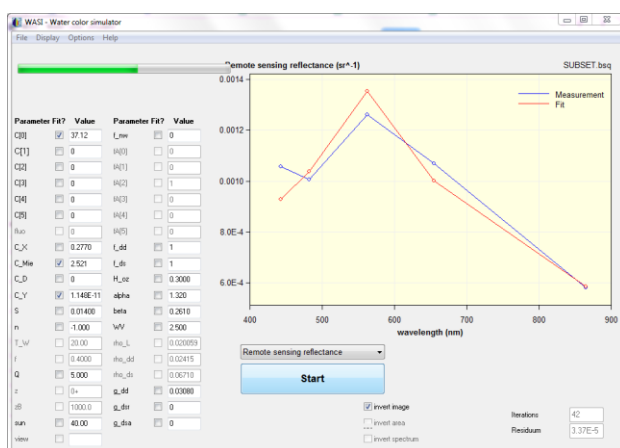 WASI - Water color simulator
File Display Options Help
Remote sensing reflectance (sr^-1) SUBSET.bsq
0.0014
Measurement
Fit
0.0012
0.0010
8.0E-4
6.0E-4
400 500 600 700 800 900
wavelength (nm)
Parameter Fit? Value Parameter Fit? Value
C[0] 37.12 f_nw 0
C[1] 0 fA[0] 0
C[2] 0 fA[1] 0
C[3] 0 fA[2] 1
C[4] 0 fA[3] 0
C[5] 0 fA[4] 0
fluo 0 fA[5] 0
C_X 0.2770 f_dd 1
C_Mie 2.521 f_ds 1
C_D 0 H_oz 0.3000
C_Y 1.148E-11 alpha 1.320
S 0.01400 beta 0.2610
n -1.000 WV 2.500
T_W 20.00 rho_L 0.020059
f 0.4000 rho_dd 0.02415
Q 5.000 rho_ds 0.06710
z 0+ g_dd 0.03080
zB 1000.0 g_dsr 0
sun 40.00 g_dsa 0
view
Remote sensing reflectance
Start
invert image
invert area
invert spectrum
Iterations 42
Residuum 3.37E-5